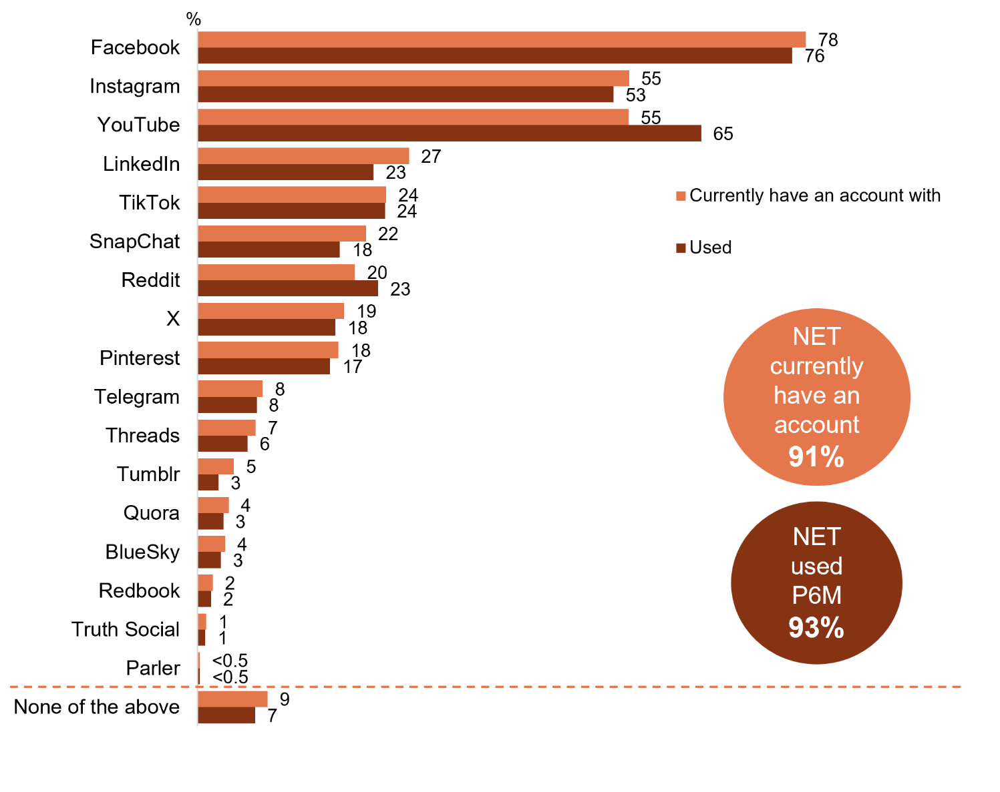 %
Facebook 78
76
Instagram 55
53
YouTube 55
65
LinkedIn 27
23
TikTok 24
24
SnapChat 22
18
Reddit 20
23
X 19
18
Pinterest 18
17
Telegram 8
8
Threads 7
6
Tumblr 5
3
Quora 4
3
BlueSky 4
3
Redbook 2
2
Truth Social 1
1
Parler <0.5
<0.5
None of the above 9
7
Currently have an account with
Used
NET
currently
have an
account
91%
NET
used
P6M
93%